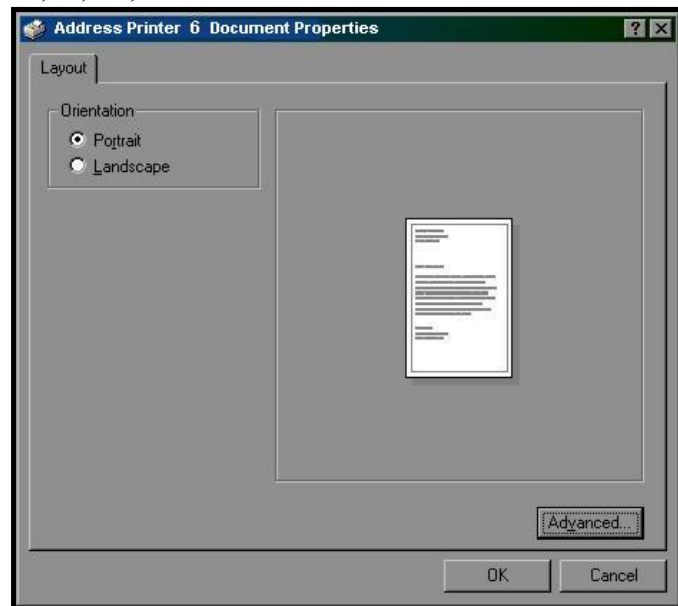 Address Printer 6 Document Properties
Layout
Orientation
Portrait
Landscape
Advanced...
OK
Cancel